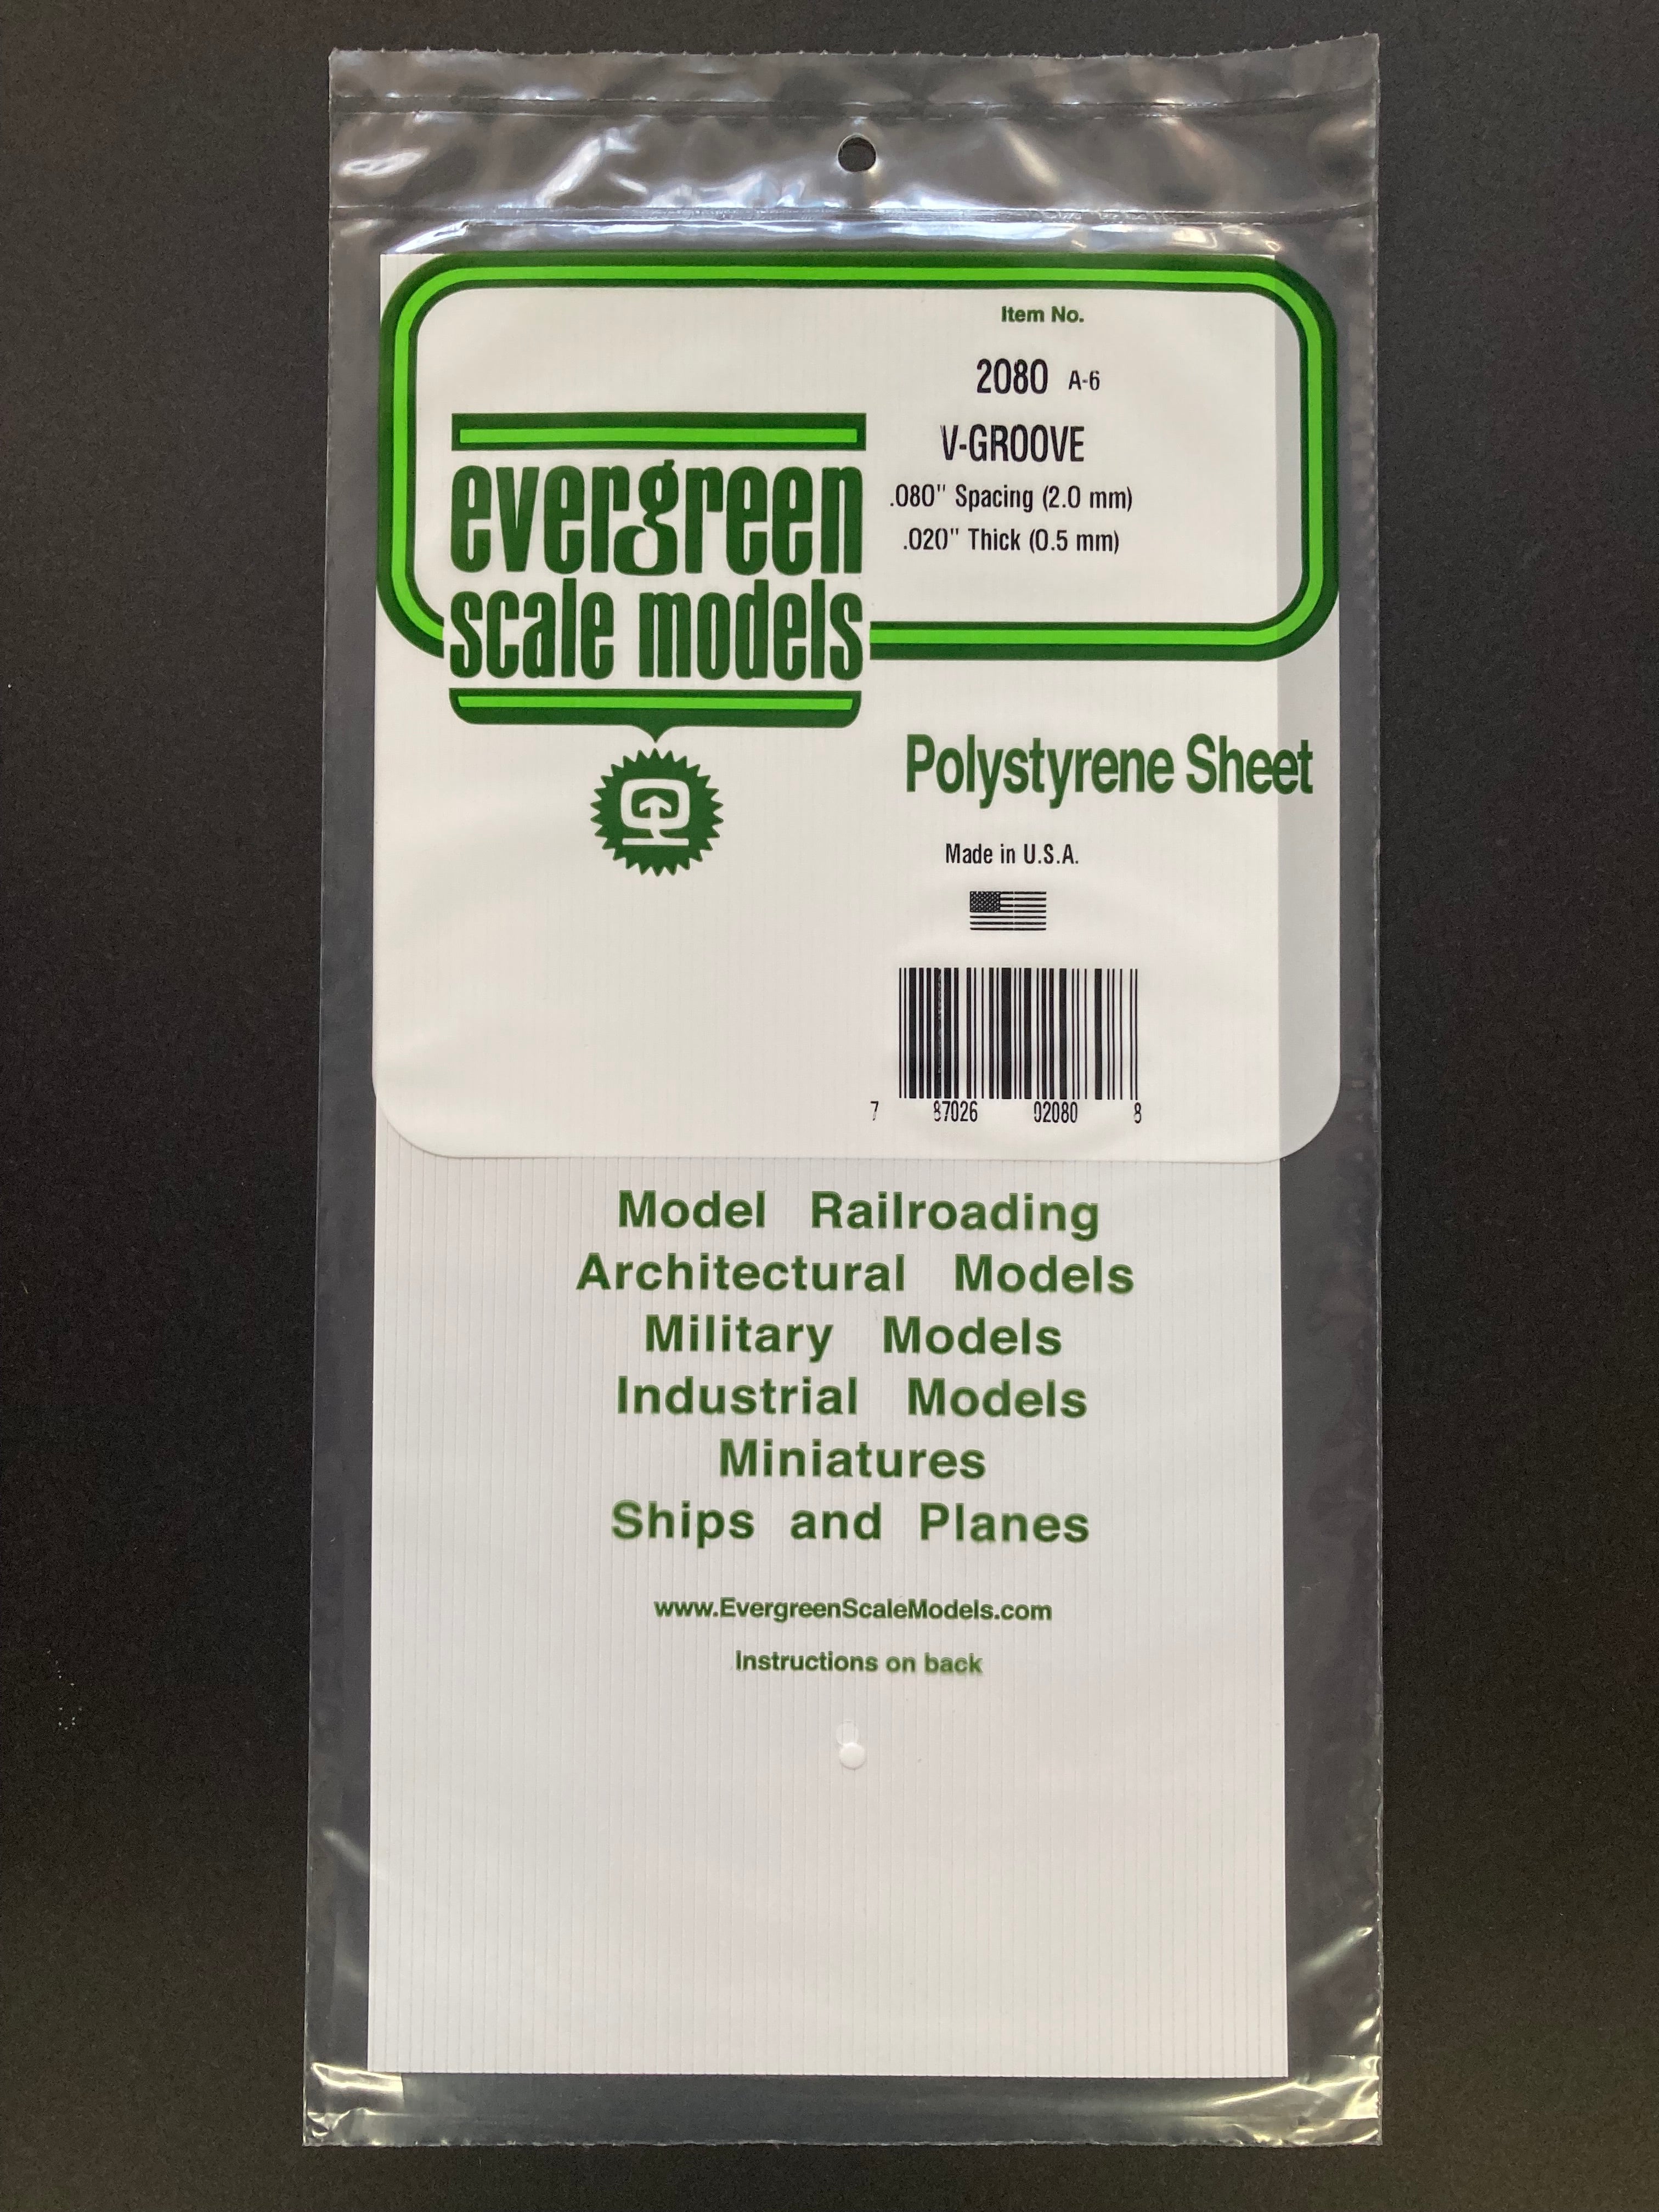 Item No.
2080 A-6
V-GROOVE
.080" Spacing (2.0 mm)
.020" Thick (0.5 mm)
evergreen
scale models
Polystyrene Sheet
Made in U.S.A.
7 87026 02080 8
Model Railroading
Architectural Models
Military Models
Industrial Models
Miniatures
Ships and Planes
www.EvergreenScaleModels.com
Instructions on back